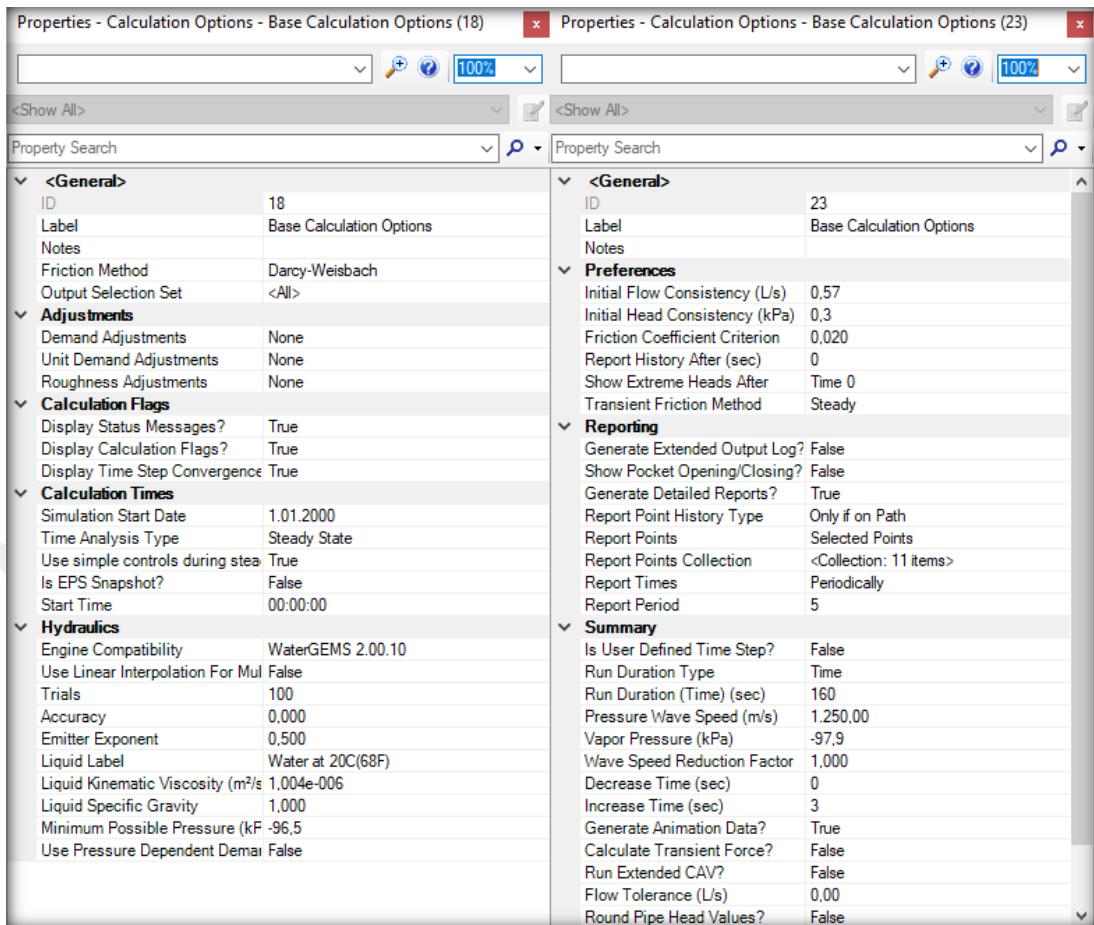 Properties - Calculation Options - Base Calculation Options (18)
x
100%
<Show All>
Property Search
<General>
ID 18
Label Base Calculation Options
Notes
Friction Method Darcy-Weisbach
Output Selection Set <All>
Adjustments
Demand Adjustments None
Unit Demand Adjustments None
Roughness Adjustments None
Calculation Flags
Display Status Messages? True
Display Calculation Flags? True
Display Time Step Convergence True
Calculation Times
Simulation Start Date 1.01.2000
Time Analysis Type Steady State
Use simple controls during stea True
Is EPS Snapshot? False
Start Time 00:00:00
Hydraulics
Engine Compatibility WaterGEMS 2.00.10
Use Linear Interpolation For Mul False
Trials 100
Accuracy 0,000
Emitter Exponent 0,500
Liquid Label Water at 20C(68F)
Liquid Kinematic Viscosity (m²/s 1,004e-006
Liquid Specific Gravity 1,000
Minimum Possible Pressure (kP -96,5
Use Pressure Dependent Demar False
Properties - Calculation Options - Base Calculation Options (23)
x
100%
<Show All>
Property Search
<General>
ID 23
Label Base Calculation Options
Notes
Preferences
Initial Flow Consistency (L/s) 0,57
Initial Head Consistency (kPa) 0,3
Friction Coefficient Criterion 0,020
Report History After (sec) 0
Show Extreme Heads After Time 0
Transient Friction Method Steady
Reporting
Generate Extended Output Log? False
Show Pocket Opening/Closing? False
Generate Detailed Reports? True
Report Point History Type Only if on Path
Report Points Selected Points
Report Points Collection <Collection: 11 items>
Report Times Periodically
Report Period 5
Summary
Is User Defined Time Step? False
Run Duration Type Time
Run Duration (Time) (sec) 160
Pressure Wave Speed (m/s) 1.250,00
Vapor Pressure (kPa) -97,9
Wave Speed Reduction Factor 1,000
Decrease Time (sec) 0
Increase Time (sec) 3
Generate Animation Data? True
Calculate Transient Force? False
Run Extended CAV? False
Flow Tolerance (L/s) 0,00
Round Pipe Head Values? False